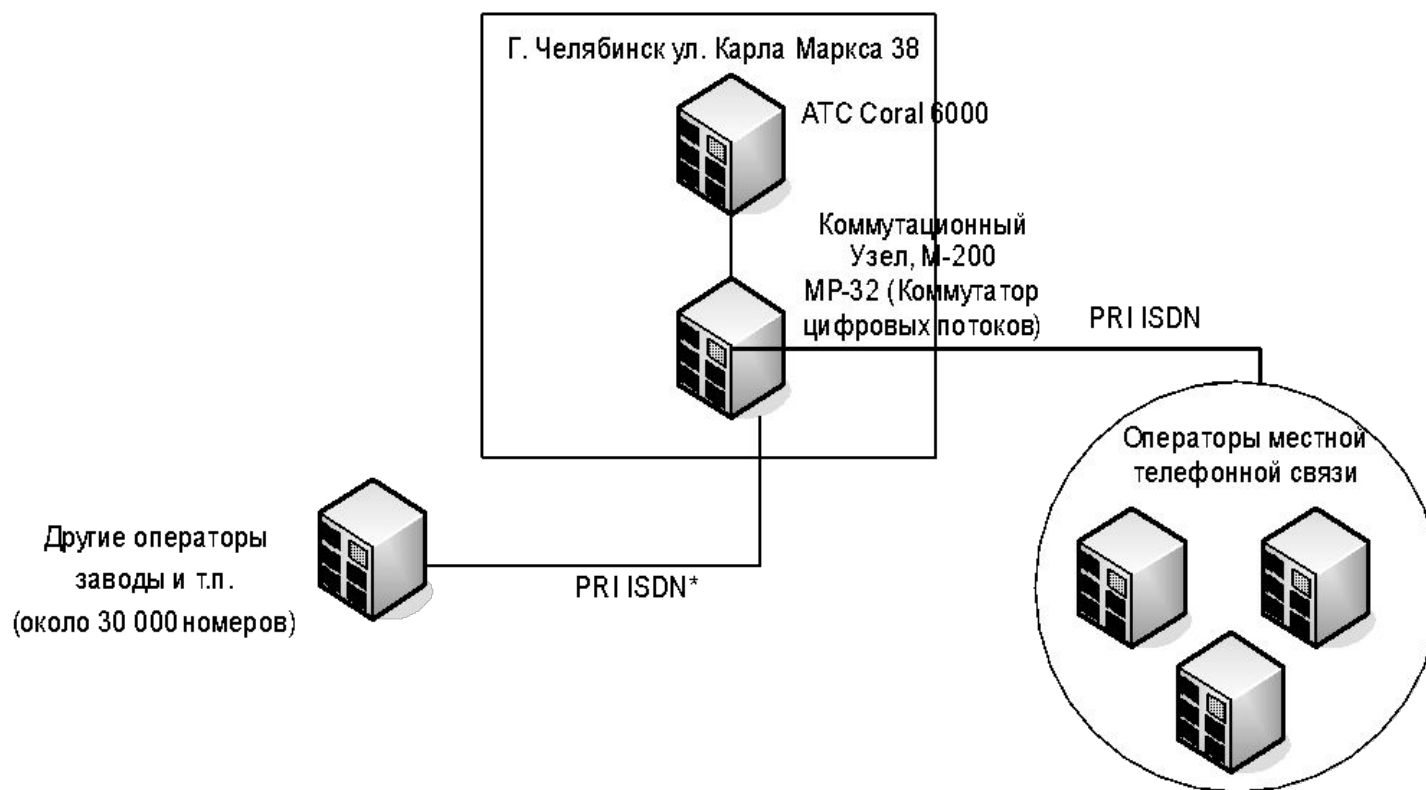 Г. Челябинск ул. Карла Маркса 38
АТС Coral 6000
Коммутационный
Узел, М-200
МР-32 (Коммутатор
цифровых потоков)
PRI ISDN
Операторы местной
телефонной связи
Другие операторы
заводы и т.п.
(около 30 000 номеров)
PRI ISDN*